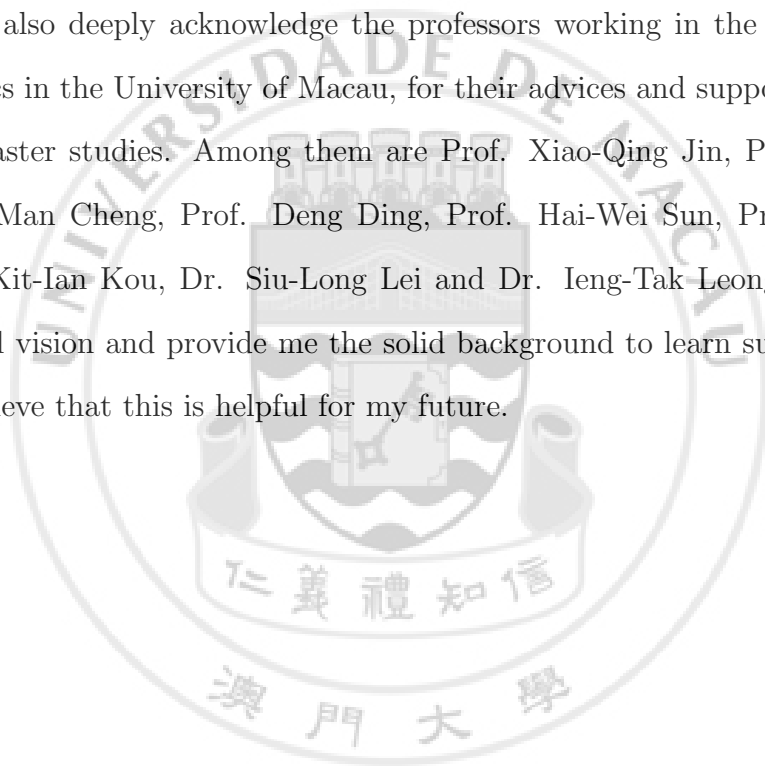 also deeply acknowledge the professors working in the
s in the University of Macau, for their advices and suppo
aster studies. Among them are Prof. Xiao-Qing Jin, P
Man Cheng, Prof. Deng Ding, Prof. Hai-Wei Sun, Pr
Kit-Ian Kou, Dr. Siu-Long Lei and Dr. Ieng-Tak Leong
l vision and provide me the solid background to learn su
ieve that this is helpful for my future.
UNIVERSIDADE DE MACAU
仁義禮知信
澳門大學